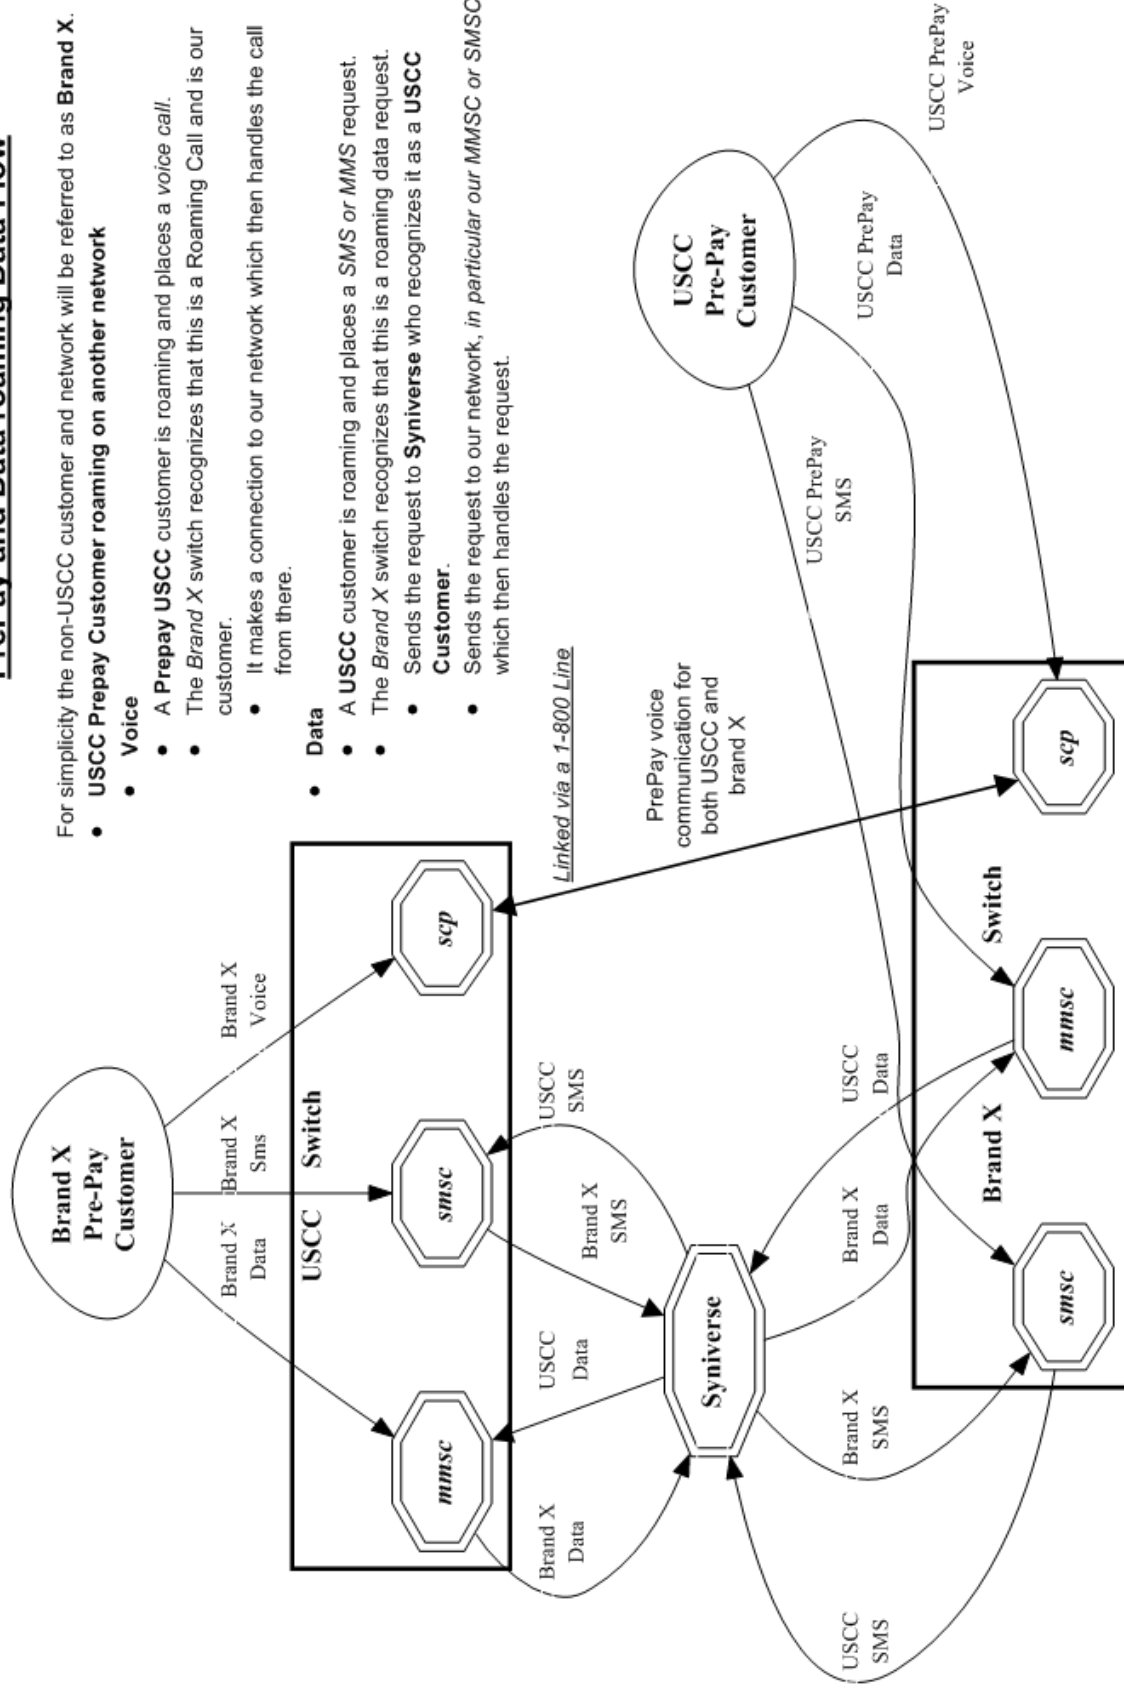 PrePay and Data roaming Data Flow
For simplicity the non-USCC customer and network will be referred to as Brand X.
● USCC Prepay Customer roaming on another network
● Voice
● A Prepay USCC customer is roaming and places a voice call.
● The Brand X switch recognizes that this is a Roaming Call and is our
customer.
● It makes a connection to our network which then handles the call
from there.
● Data
● A USCC customer is roaming and places a SMS or MMS request.
● The Brand X switch recognizes that this is a roaming data request.
● Sends the request to Syniverse who recognizes it as a USCC
Customer.
● Sends the request to our network, in particular our MMSC or SMSC
which then handles the request.
Brand X
Pre-Pay
Customer
Brand X
Data
Brand X
Sms
Brand X
Voice
USCC Switch
mmsc
smsc
scp
Linked via a 1-800 Line
PrePay voice
communication for
both USCC and
brand X
Brand X
Data
USCC
Data
Brand X
SMS
USCC
SMS
Syniverse
USCC
Pre-Pay
Customer
USCC PrePay
SMS
USCC PrePay
Data
USCC PrePay
Voice
USCC
SMS
Brand X
SMS
Brand X
Data
USCC
Data
Brand X Switch
smsc
mmsc
scp